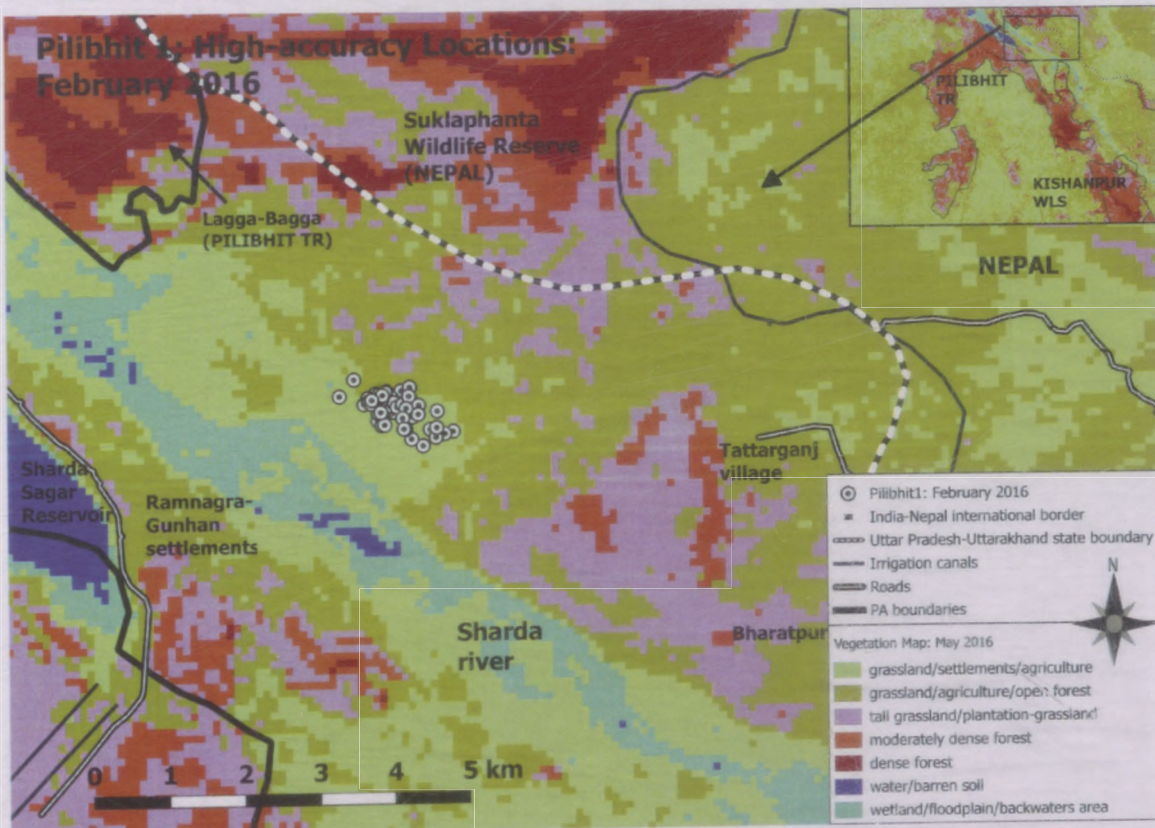 Pilibhit 1; High-accuracy Locations:
February 2016
Suklaphanta
Wildlife Reserve
(NEPAL)
Lagga-Bagga
(PILIBHIT TR)
PILIBHIT
TR
KISHANPUR
WLS
NEPAL
Tattarganj
village
Sharda
Sagar
Reservoir
Ramnagra-
Gunhan
settlements
Sharda
river
Bharatpur
0 1 2 3 4 5 km
Pilibhit1: February 2016
India-Nepal international border
Uttar Pradesh-Uttarakhand state boundary
Irrigation canals
Roads
PA boundaries
N
Vegetation Map: May 2016
grassland/settlements/agriculture
grassland/agriculture/open forest
tall grassland/plantation-grassland
moderately dense forest
dense forest
water/barren soil
wetland/floodplain/backwaters area